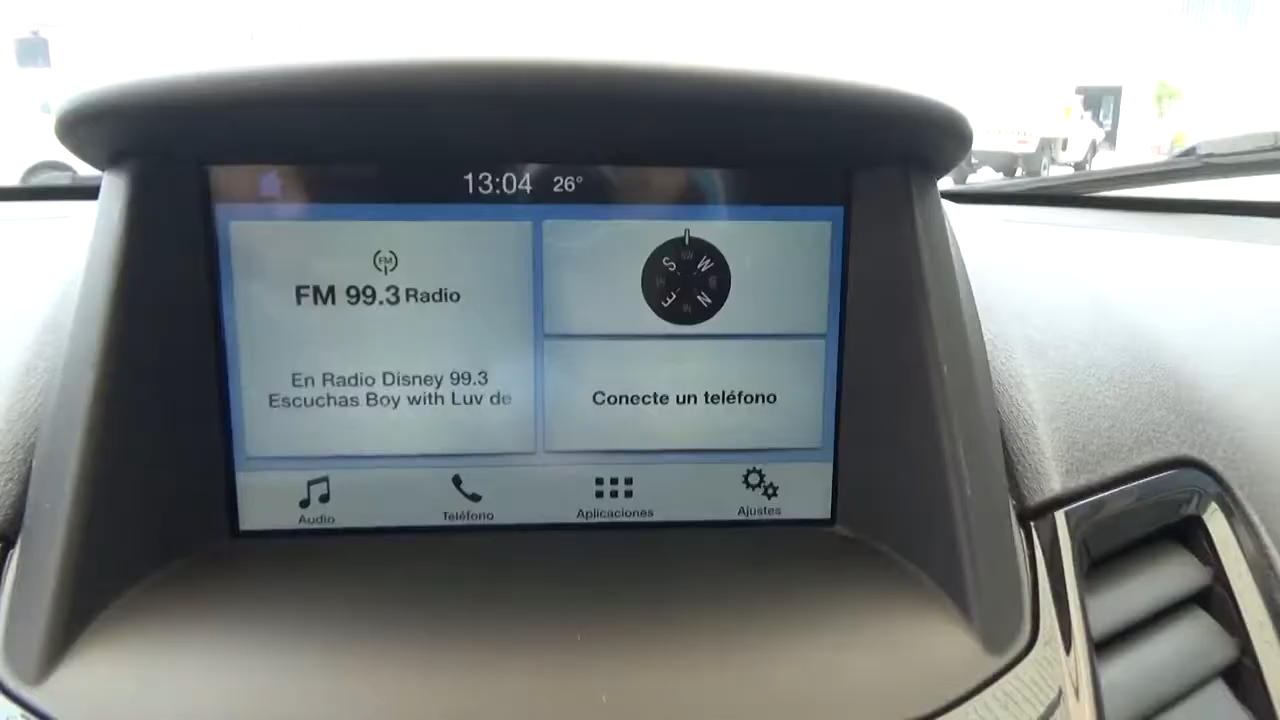 13:04 26°
FM
FM 99.3 Radio
En Radio Disney 99.3
Escuchas Boy with Luv de
NW
S W
E N
Conecte un teléfono
Audio
Teléfono
Aplicaciones
Ajustes